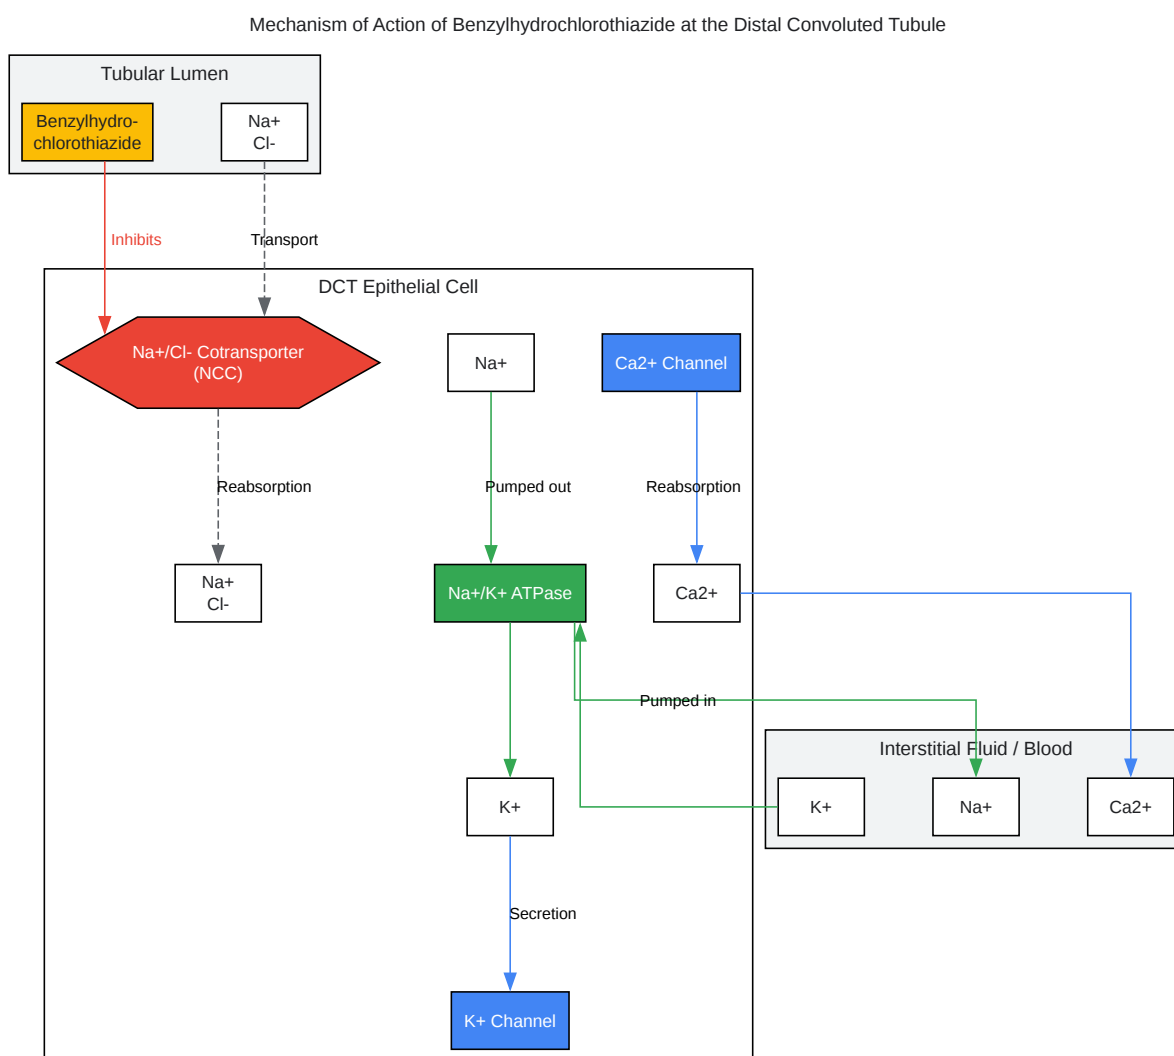 Mechanism of Action of Benzylhydrochlorothiazide at the Distal Convoluted Tubule
Tubular Lumen
Benzylhydro-
chlorothiazide
Na+
Cl-
Inhibits
Transport
DCT Epithelial Cell
Na+/Cl- Cotransporter
(NCC)
Na+
Ca2+ Channel
Reabsorption
Pumped out
Reabsorption
Na+
Cl-
Na+/K+ ATPase
Ca2+
Pumped in
Interstitial Fluid / Blood
K+
K+
Na+
Ca2+
Secretion
K+ Channel